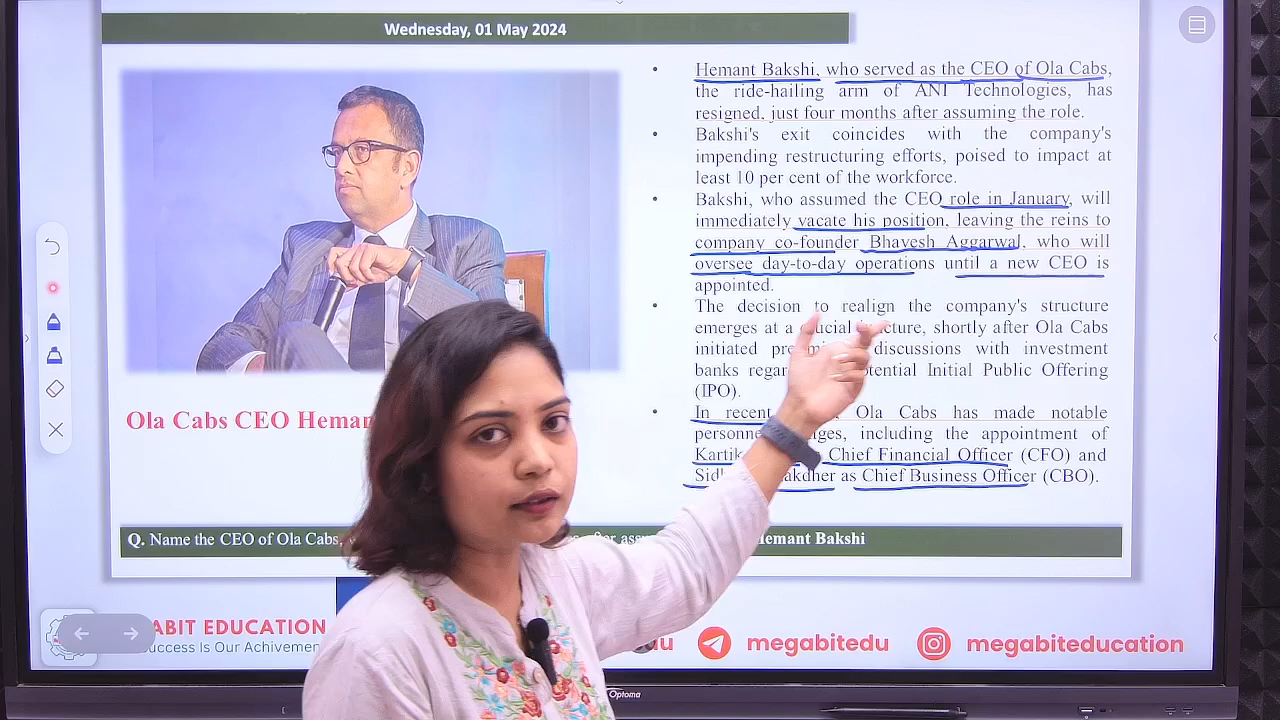 Wednesday, 01 May 2024
• Hemant Bakshi, who served as the CEO of Ola Cabs,
the ride-hailing arm of ANI Technologies, has
resigned, just four months after assuming the role.
• Bakshi's exit coincides with the company's
impending restructuring efforts, poised to impact at
least 10 per cent of the workforce.
• Bakshi, who assumed the CEO role in January, will
immediately vacate his position, leaving the reins to
company co-founder Bhavesh Aggarwal, who will
oversee day-to-day operations until a new CEO is
appointed.
• The decision to realign the company's structure
emerges at a shortly after Ola Cabs
initiated discussions with investment
banks Initial Public Offering
(IPO).
• In recent Ola Cabs has made notable
including the appointment of
Chief Financial Officer (CFO) and
as Chief Business Officer (CBO).
Ola Cabs CEO
Q. Name the CEO of Ola Cabs, Hemant Bakshi
EDUCATION
Success Is Our
megabitedu
megabiteducation
Optoma